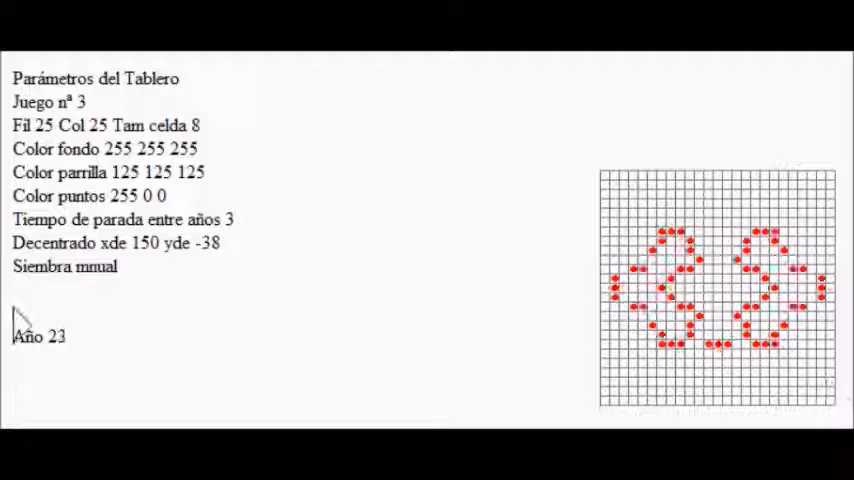 Parámetros del Tablero
Juego nª 3
Fil 25 Col 25 Tam celda 8
Color fondo 255 255 255
Color parrilla 125 125 125
Color puntos 255 0 0
Tiempo de parada entre años 3
Decentrado xde 150 yde -38
Siembra mnual
Año 23